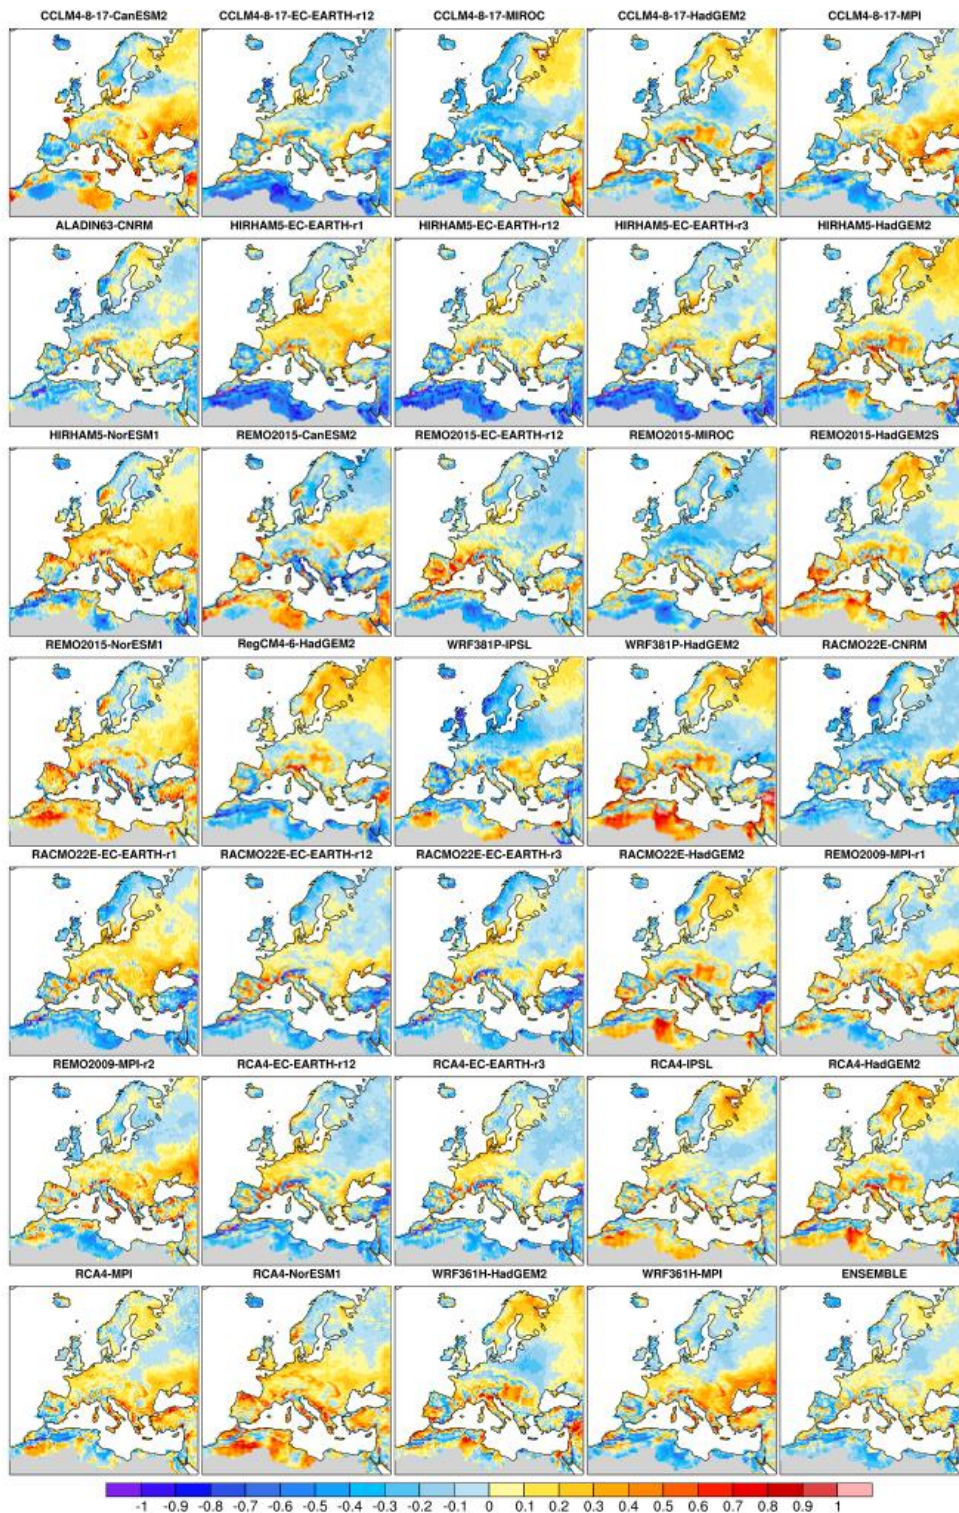 CCLM4-8-17-CanESM2 CCLM4-8-17-EC-EARTH-r12 CCLM4-8-17-MIROC CCLM4-8-17-HadGEM2 CCLM4-8-17-MPI
ALADIN63-CNRM HIRHAM5-EC-EARTH-r1 HIRHAM5-EC-EARTH-r12 HIRHAM5-EC-EARTH-r3 HIRHAM5-HadGEM2
HIRHAM5-NorESM1 REMO2015-CanESM2 REMO2015-EC-EARTH-r12 REMO2015-MIROC REMO2015-HadGEM2S
REMO2015-NorESM1 RegCM4-6-HadGEM2 WRF381P-IPSL WRF381P-HadGEM2 RACMO22E-CNRM
RACMO22E-EC-EARTH-r1 RACMO22E-EC-EARTH-r12 RACMO22E-EC-EARTH-r3 RACMO22E-HadGEM2 REMO2009-MPI-r1
REMO2009-MPI-r2 RCA4-EC-EARTH-r12 RCA4-EC-EARTH-r3 RCA4-IPSL RCA4-HadGEM2
RCA4-MPI RCA4-NorESM1 WRF361H-HadGEM2 WRF361H-MPI ENSEMBLE
-1 -0.9 -0.8 -0.7 -0.6 -0.5 -0.4 -0.3 -0.2 -0.1 0 0.1 0.2 0.3 0.4 0.5 0.6 0.7 0.8 0.9 1